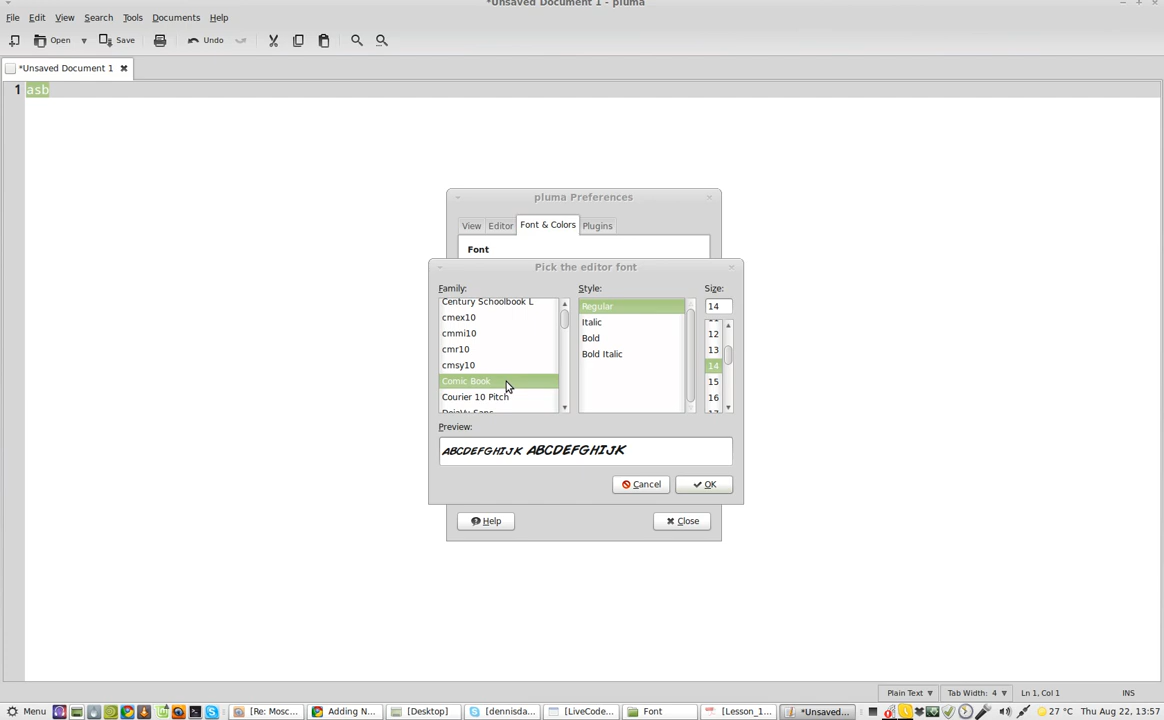 *Unsaved Document 1 - pluma
File Edit View Search Tools Documents Help
Open Save Undo
*Unsaved Document 1
1 asb
pluma Preferences
View Editor Font & Colors Plugins
Font
Pick the editor font
Family: Style: Size:
Century Schoolbook L Regular 14
cmex10 Italic
cmmi10 Bold 12
cmr10 Bold Italic 13
cmsy10 14
Comic Book 15
Courier 10 Pitch 16
DejaVu Sans
Preview:
ABCDEFGHIJK ABCDEFGHIJK
Cancel OK
Help Close
Plain Text Tab Width: 4 Ln 1, Col 1 INS
Menu [Re: Mosc... Adding N... [Desktop] [dennisda... [LiveCode... Font [Lesson_1... *Unsaved... 27 °C Thu Aug 22, 13:57